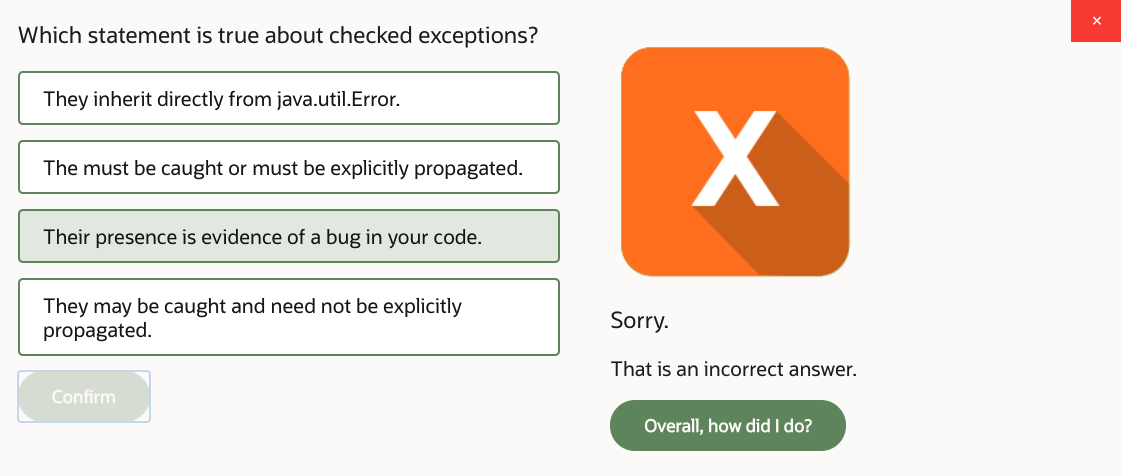 Which statement is true about checked exceptions?
×
They inherit directly from java.util.Error.
The must be caught or must be explicitly propagated.
Their presence is evidence of a bug in your code.
They may be caught and need not be explicitly
propagated.
Confirm
X
Sorry.
That is an incorrect answer.
Overall, how did I do?